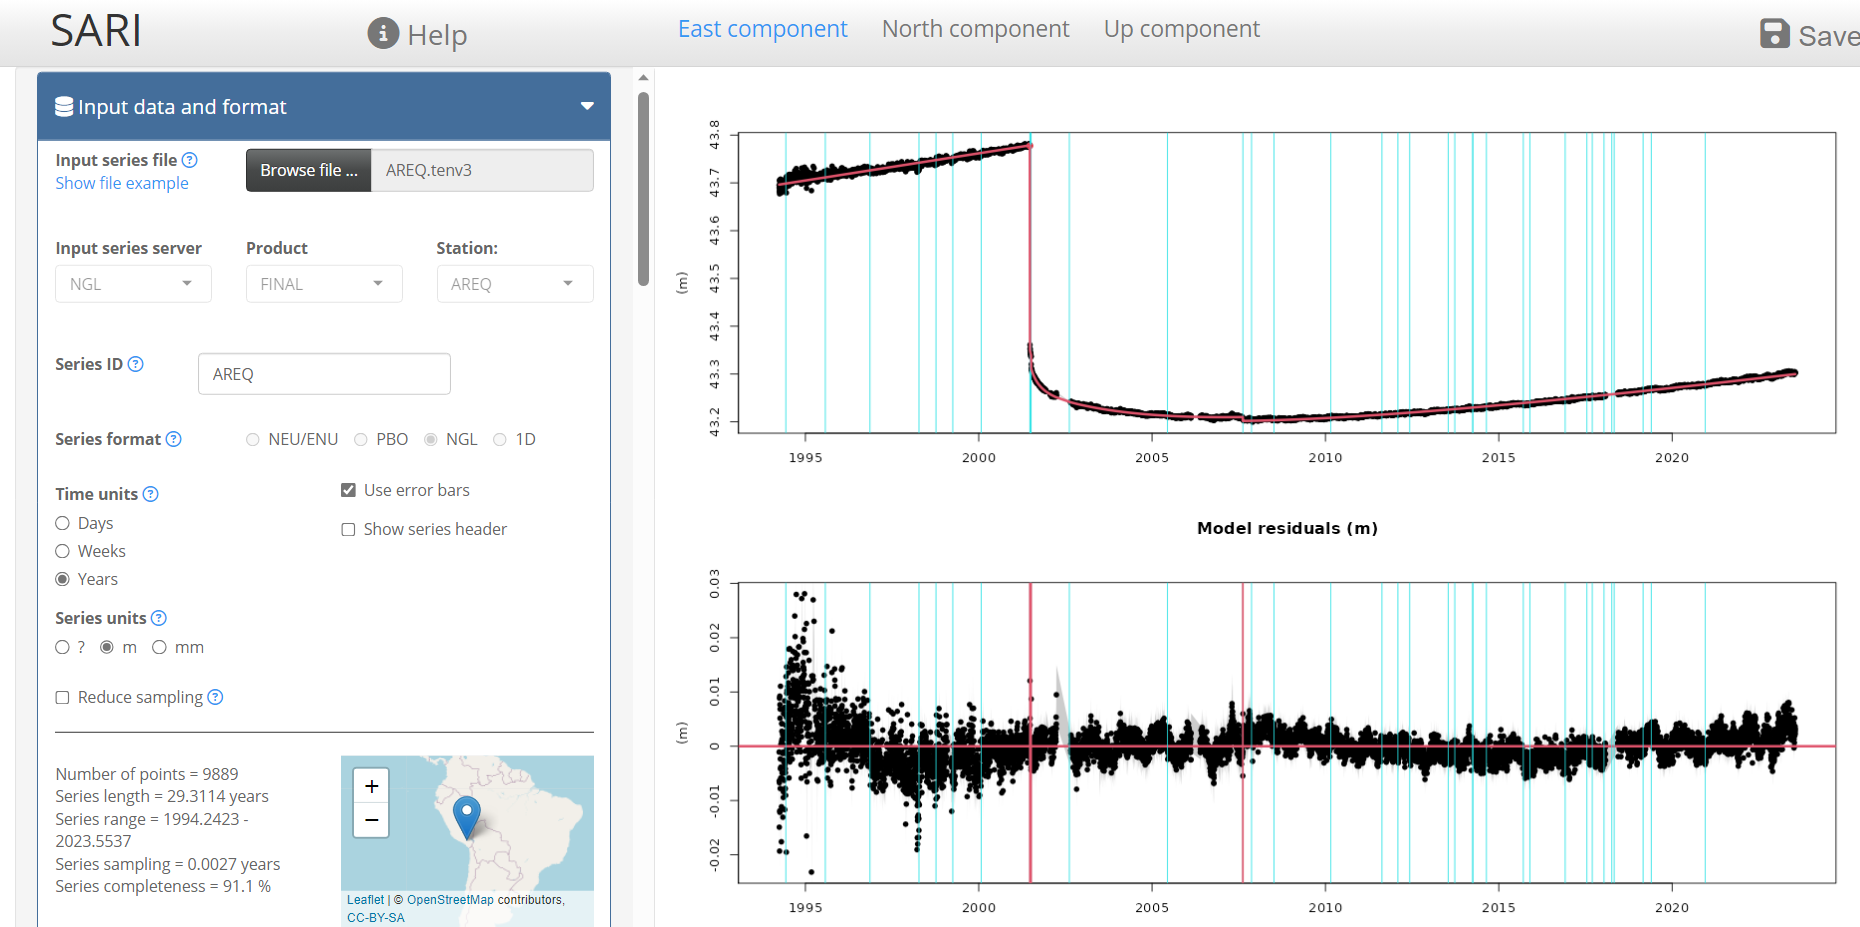 SARI
Help
East component North component Up component
Save
Input data and format
Input series file
Browse file ... AREQ.tenv3
Show file example
Input series server Product Station:
NGL FINAL AREQ
Series ID
AREQ
Series format NEU/ENU PBO NGL 1D
Time units
Use error bars
Days
Show series header
Weeks
Years
Series units
? m mm
Reduce sampling
Number of points = 9889
Series length = 29.3114 years
Series range = 1994.2423 -
2023.5537
Series sampling = 0.0027 years
Series completeness = 91.1 %
+
−
Leaflet | © OpenStreetMap contributors,
CC-BY-SA
43.8
43.7
43.6
43.5
43.4
43.3
43.2
(m)
1995 2000 2005 2010 2015 2020
Model residuals (m)
0.03
0.02
0.01
0
-0.01
-0.02
(m)
1995 2000 2005 2010 2015 2020